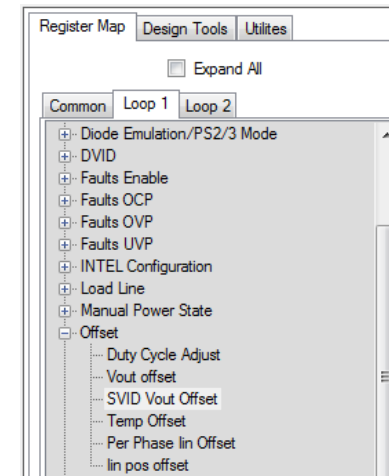 Register Map Design Tools Utilites
Expand All
Common Loop 1 Loop 2
Diode Emulation/PS2/3 Mode
DVID
Faults Enable
Faults OCP
Faults OVP
Faults UVP
INTEL Configuration
Load Line
Manual Power State
Offset
Duty Cycle Adjust
Vout offset
SVID Vout Offset
Temp Offset
Per Phase Iin Offset
Iin pos offset